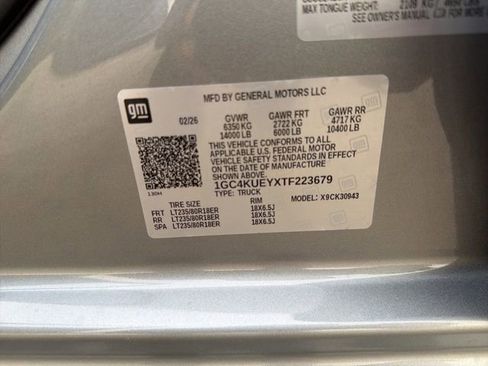 MAX TONGUE WEIGHT:
SEE OWNER'S MANUAL FOR MORE
gm
MFD BY GENERAL MOTORS LLC
02/26
GVWR GAWR FRT GAWR RR
6350 KG 2722 KG 4717 KG
14000 LB 6000 LB 10400 LB
THIS VEHICLE CONFORMS TO ALL
APPLICABLE U.S. FEDERAL MOTOR
VEHICLE SAFETY STANDARDS IN
EFFECT ON THE DATE OF
MANUFACTURE SHOWN ABOVE.
1GC4KUEYXTF223679
TYPE: TRUCK
MODEL: X9CK30943
TIRE SIZE RIM
FRT LT235/80R18ER 18X6.5J
RR LT235/80R18ER 18X6.5J
SPA LT235/80R18ER 18X6.5J